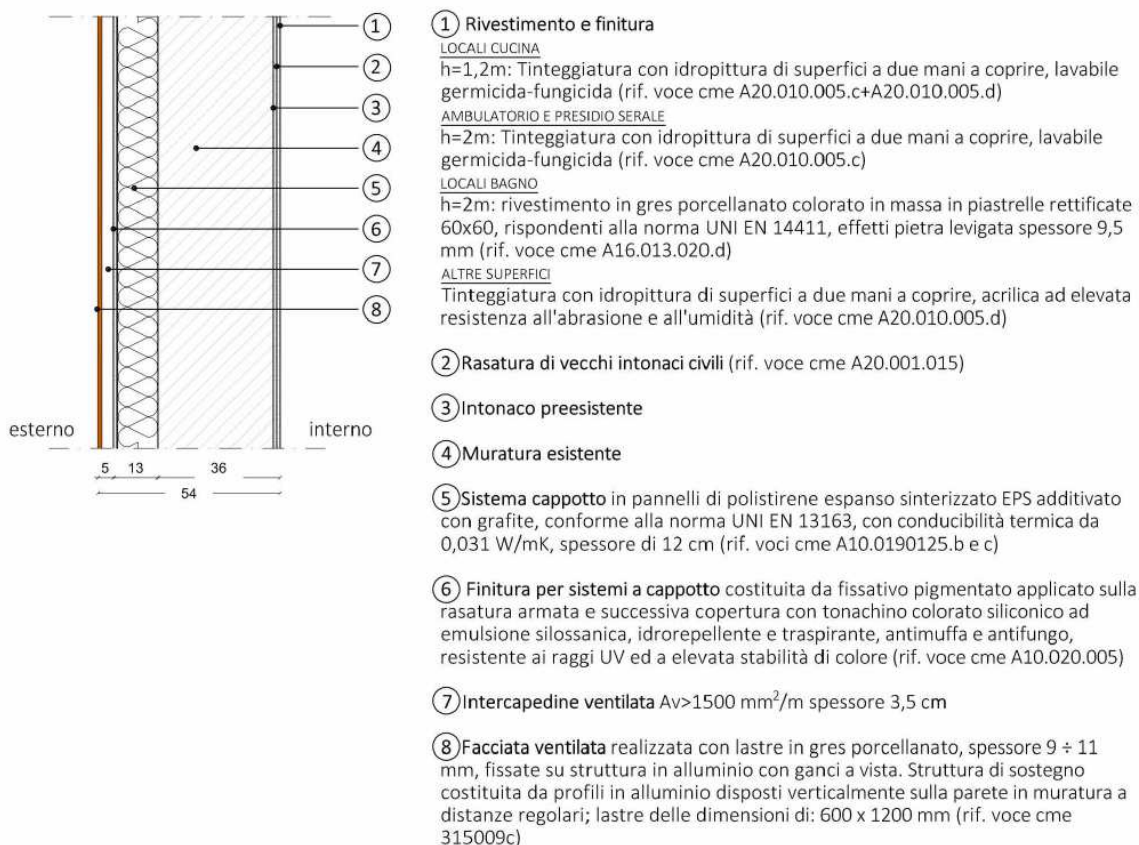 1 Rivestimento e finitura
LOCALI CUCINA
h=1,2m: Tinteggiatura con idropittura di superfici a due mani a coprire, lavabile
germicida-fungicida (rif. voce cme A20.010.005.c+A20.010.005.d)
AMBULATORIO E PRESIDIO SERALE
h=2m: Tinteggiatura con idropittura di superfici a due mani a coprire, lavabile
germicida-fungicida (rif. voce cme A20.010.005.c)
LOCALI BAGNO
h=2m: rivestimento in gres porcellanato colorato in massa in piastrelle rettificate
60x60, rispondenti alla norma UNI EN 14411, effetti pietra levigata spessore 9,5
mm (rif. voce cme A16.013.020.d)
ALTRE SUPERFICI
Tinteggiatura con idropittura di superfici a due mani a coprire, acrilica ad elevata
resistenza all'abrasione e all'umidità (rif. voce cme A20.010.005.d)
2 Rasatura di vecchi intonaci civili (rif. voce cme A20.001.015)
3 Intonaco preesistente
4 Muratura esistente
5 Sistema cappotto in pannelli di polistirene espanso sinterizzato EPS additivato
con grafite, conforme alla norma UNI EN 13163, con conducibilità termica da
0,031 W/mK, spessore di 12 cm (rif. voci cme A10.0190125.b e c)
6 Finitura per sistemi a cappotto costituita da fissativo pigmentato applicato sulla
rasatura armata e successiva copertura con tonachino colorato siliconico ad
emulsione silossanica, idrorepellente e traspirante, antimuffa e antifungo,
resistente ai raggi UV ed a elevata stabilità di colore (rif. voce cme A10.020.005)
7 Intercapedine ventilata Av>1500 mm²/m spessore 3,5 cm
8 Facciata ventilata realizzata con lastre in gres porcellanato, spessore 9 ÷ 11
mm, fissate su struttura in alluminio con ganci a vista. Struttura di sostegno
costituita da profili in alluminio disposti verticalmente sulla parete in muratura a
distanze regolari; lastre delle dimensioni di: 600 x 1200 mm (rif. voce cme
315009c)
1
2
3
4
5
6
7
8
esterno
interno
5 13 36
54